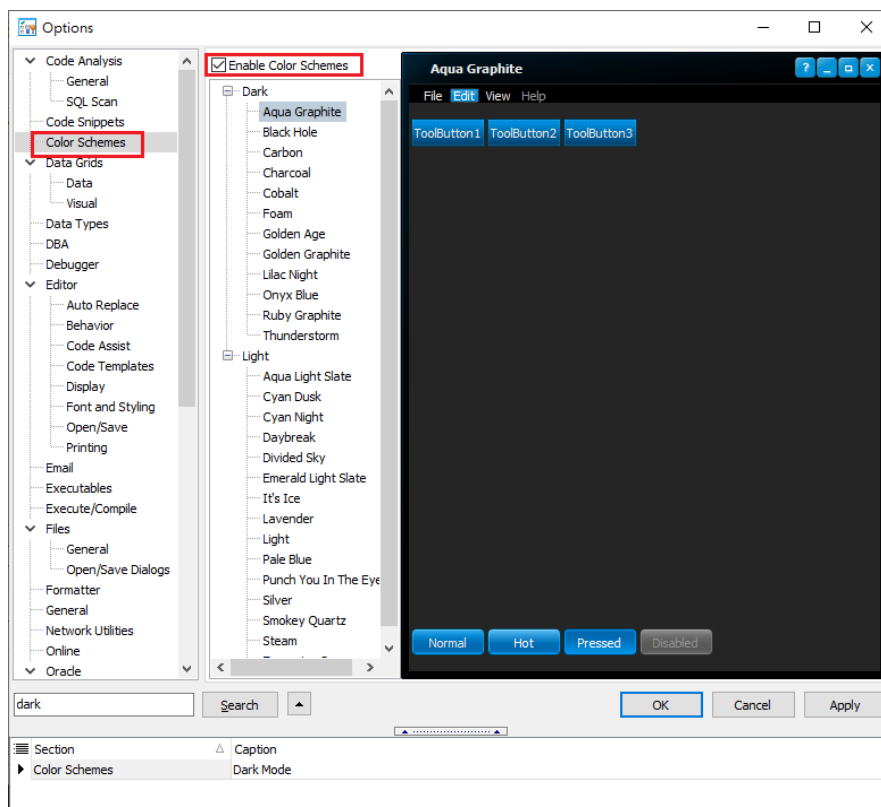 Options
Code Analysis
General
SQL Scan
Code Snippets
Color Schemes
Data Grids
Data
Visual
Data Types
DBA
Debugger
Editor
Auto Replace
Behavior
Code Assist
Code Templates
Display
Font and Styling
Open/Save
Printing
Email
Executables
Execute/Compile
Files
General
Open/Save Dialogs
Formatter
General
Network Utilities
Online
Oracle
Enable Color Schemes
Dark
Aqua Graphite
Black Hole
Carbon
Charcoal
Cobalt
Foam
Golden Age
Golden Graphite
Lilac Night
Onyx Blue
Ruby Graphite
Thunderstorm
Light
Aqua Light Slate
Cyan Dusk
Cyan Night
Daybreak
Divided Sky
Emerald Light Slate
It's Ice
Lavender
Light
Pale Blue
Punch You In The Eye
Silver
Smokey Quartz
Steam
Aqua Graphite
File Edit View Help
ToolButton1 ToolButton2 ToolButton3
Normal Hot Pressed Disabled
dark Search OK Cancel Apply
Section Caption
Color Schemes Dark Mode